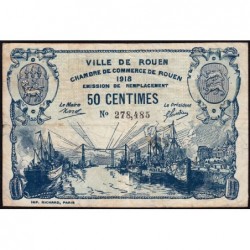 VILLE DE ROUEN
CHAMBRE DE COMMERCE DE ROUEN
1918
EMISSION DE REMPLACEMENT
50 CENTIMES
Le Maire
Le Président
No 278,485
IMP. RICHARD, PARIS